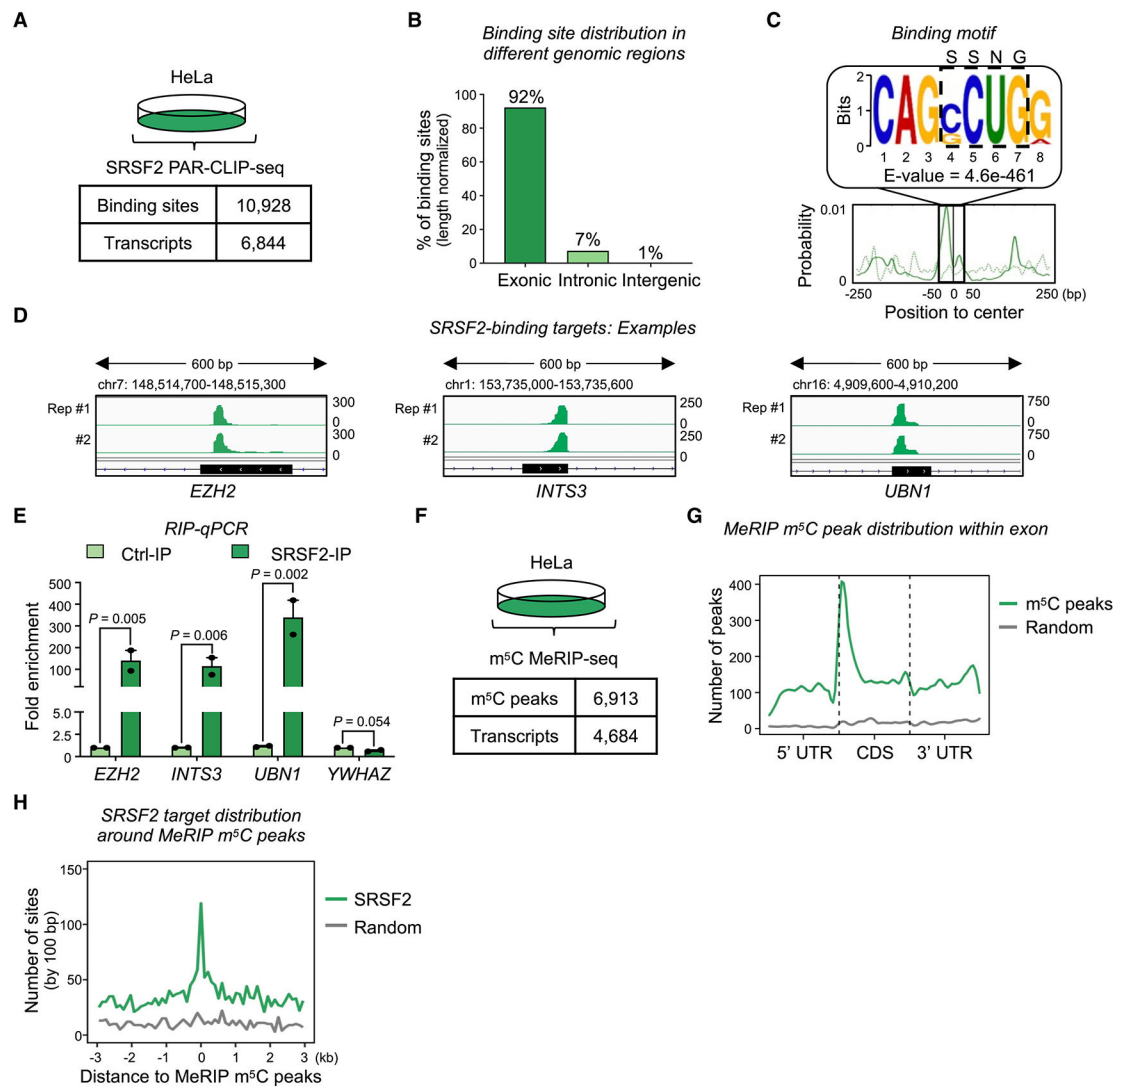 A
HeLa
SRSF2 PAR-CLIP-seq
Binding sites 10,928
Transcripts 6,844
B
Binding site distribution in
different genomic regions
% of binding sites
(length normalized)
100
80
60
40
20
0
92%
7%
1%
Exonic Intronic Intergenic
C
Binding motif
S S N G
Bits
2
1
0
CAGCCUGG
G A
1 2 3 4 5 6 7 8
E-value = 4.6e-461
Probability
0.01
0
-250 -50 0 50 250 (bp)
Position to center
D
SRSF2-binding targets: Examples
600 bp
chr7: 148,514,700-148,515,300
Rep #1
#2
300
0
300
0
EZH2
600 bp
chr1: 153,735,000-153,735,600
Rep #1
#2
250
0
250
0
INTS3
600 bp
chr16: 4,909,600-4,910,200
Rep #1
#2
750
0
750
0
UBN1
E
RIP-qPCR
Ctrl-IP SRSF2-IP
Fold enrichment
500
400
300
200
100
5.0
2.5
0
P = 0.005
P = 0.006
P = 0.002
P = 0.054
EZH2 INTS3 UBN1 YWHAZ
F
HeLa
m⁵C MeRIP-seq
m⁵C peaks 6,913
Transcripts 4,684
G
MeRIP m⁵C peak distribution within exon
Number of peaks
400
300
200
100
0
5' UTR CDS 3' UTR
m⁵C peaks
Random
H
SRSF2 target distribution
around MeRIP m⁵C peaks
Number of sites
(by 100 bp)
150
100
50
0
-3 -2 -1 0 1 2 3 (kb)
Distance to MeRIP m⁵C peaks
SRSF2
Random